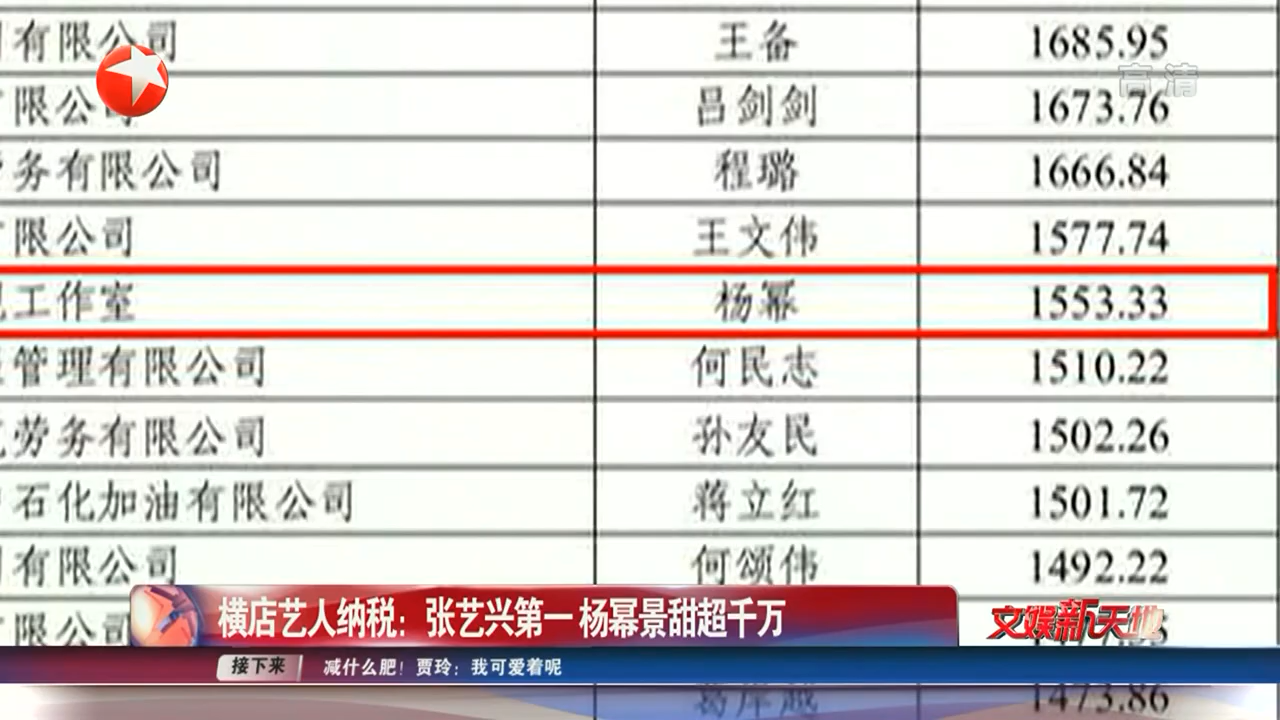 有限公司 王备 1685.95
高清
有限公司 吕剑剑 1673.76
务有限公司 程璐 1666.84
有限公司 王文伟 1577.74
工作室 杨幂 1553.33
管理有限公司 何民志 1510.22
劳务有限公司 孙友民 1502.26
石化加油有限公司 蒋立红 1501.72
有限公司 何颂伟 1492.22
限公司
横店艺人纳税：张艺兴第一 杨幂景甜超千万
文娱新天地
接下来 减什么肥！贾玲：我可爱着呢
1473.86